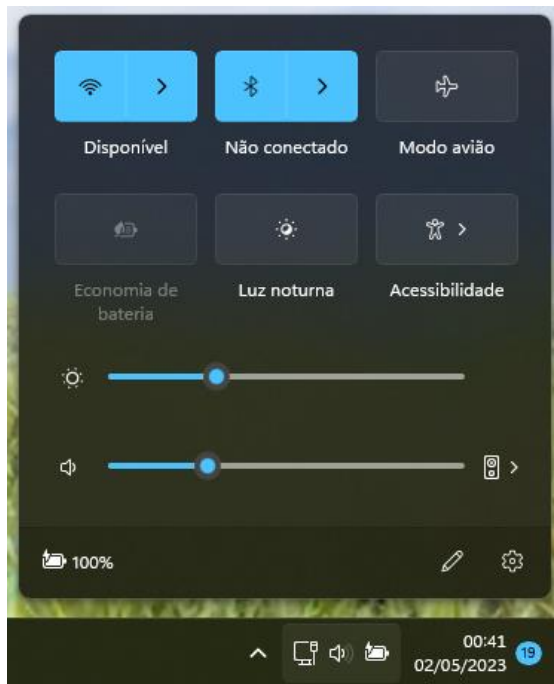 Disponível
Não conectado
Modo avião
Economia de
bateria
Luz noturna
Acessibilidade
100%
00:41
02/05/2023
19